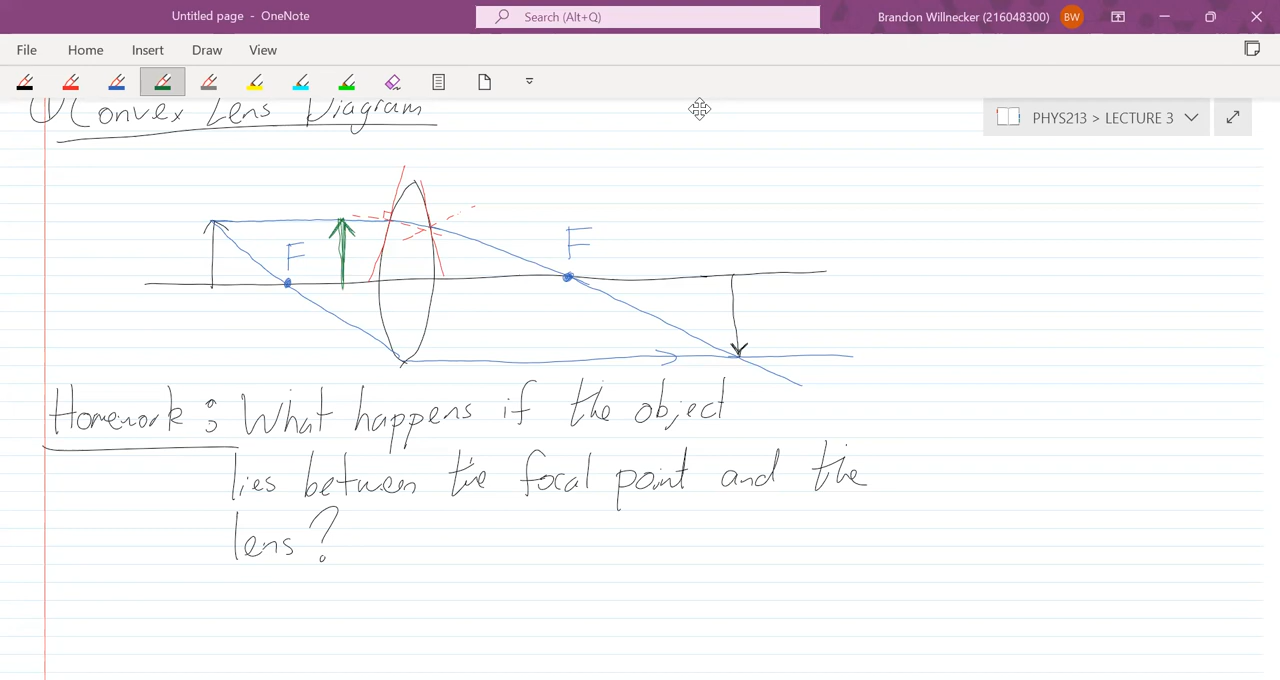 Untitled page - OneNote
Search (Alt+Q)
Brandon Willnecker (216048300)
BW
File
Home
Insert
Draw
View
① Convex Lens Diagram
PHYS213 > LECTURE 3
F
F
Homework: What happens if the object
lies between the focal point and the
lens?